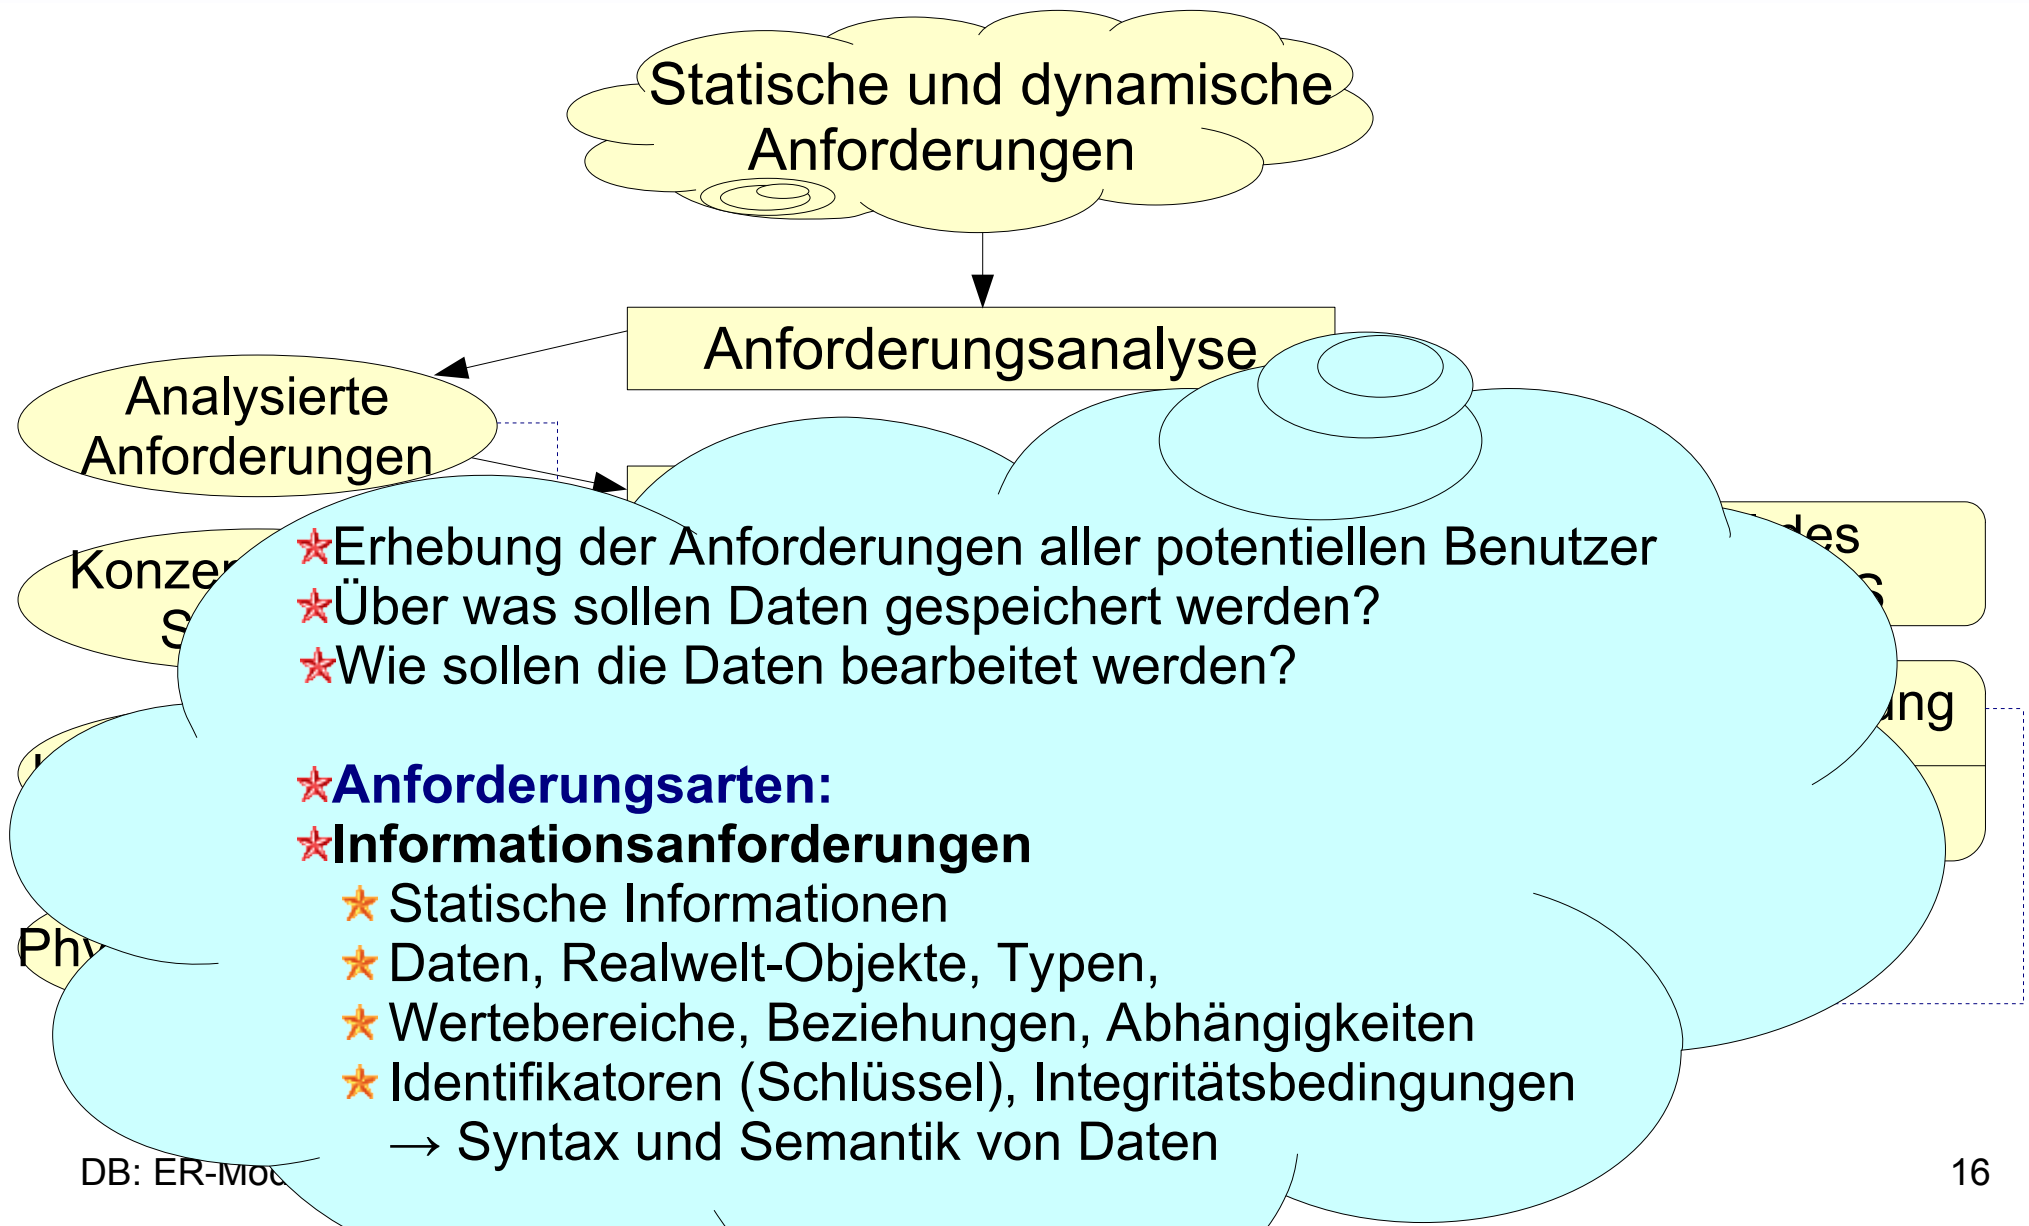 Statische und dynamische
Anforderungen
Anforderungsanalyse
Analysierte
Anforderungen
des
Erhebung der Anforderungen aller potentiellen Benutzer
Über was sollen Daten gespeichert werden?
Wie sollen die Daten bearbeitet werden?
Anforderungsarten:
Informationsanforderungen
Statische Informationen
Daten, Realwelt-Objekte, Typen,
Wertebereiche, Beziehungen, Abhängigkeiten
Identifikatoren (Schlüssel), Integritätsbedingungen
→ Syntax und Semantik von Daten
DB:
16